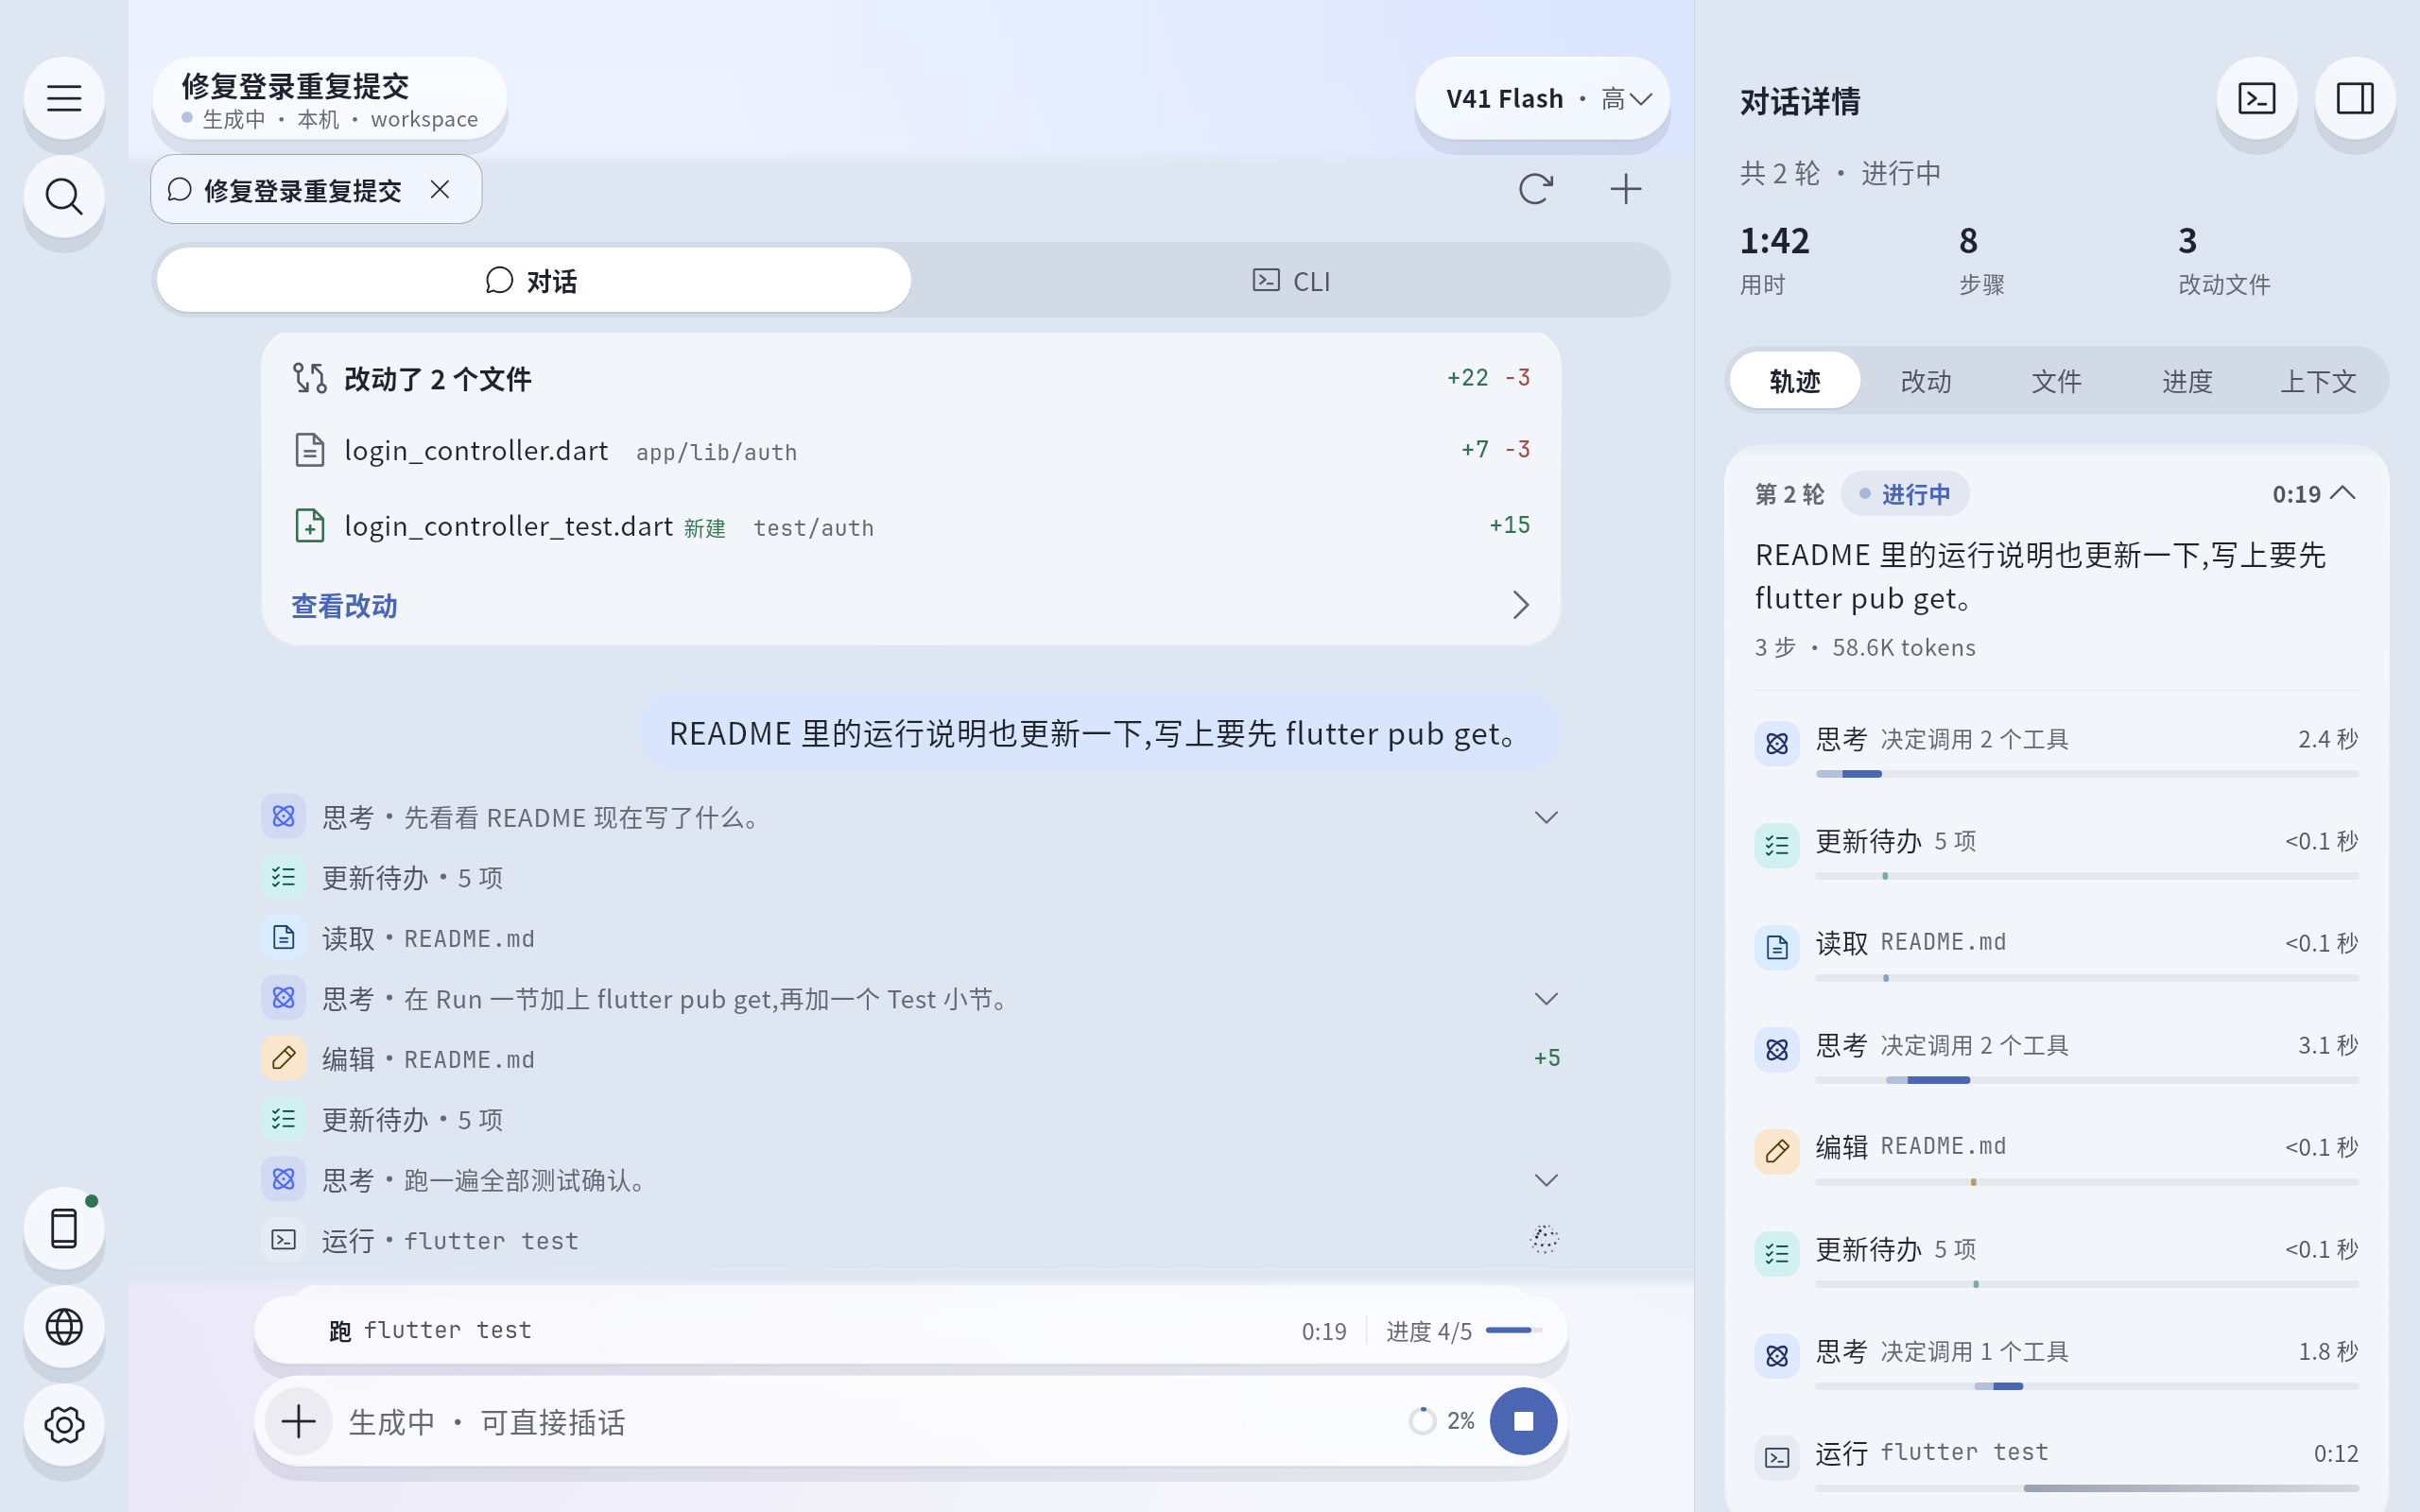 修复登录重复提交
生成中 • 本机 • workspace
V41 Flash • 高
修复登录重复提交
对话
CLI
改动了 2 个文件 +22 -3
login_controller.dart app/lib/auth +7 -3
login_controller_test.dart 新建 test/auth +15
查看改动
README 里的运行说明也更新一下,写上要先 flutter pub get。
思考 • 先看看 README 现在写了什么。
更新待办 • 5 项
读取 • README.md
思考 • 在 Run 一节加上 flutter pub get,再加一个 Test 小节。
编辑 • README.md +5
更新待办 • 5 项
思考 • 跑一遍全部测试确认。
运行 • flutter test
跑 flutter test 0:19 进度 4/5
生成中 • 可直接插话 2%
对话详情
共 2 轮 • 进行中
1:42 8 3
用时 步骤 改动文件
轨迹 改动 文件 进度 上下文
第 2 轮 进行中 0:19
README 里的运行说明也更新一下,写上要先
flutter pub get。
3 步 • 58.6K tokens
思考 决定调用 2 个工具 2.4 秒
更新待办 5 项 <0.1 秒
读取 README.md <0.1 秒
思考 决定调用 2 个工具 3.1 秒
编辑 README.md <0.1 秒
更新待办 5 项 <0.1 秒
思考 决定调用 1 个工具 1.8 秒
运行 flutter test 0:12